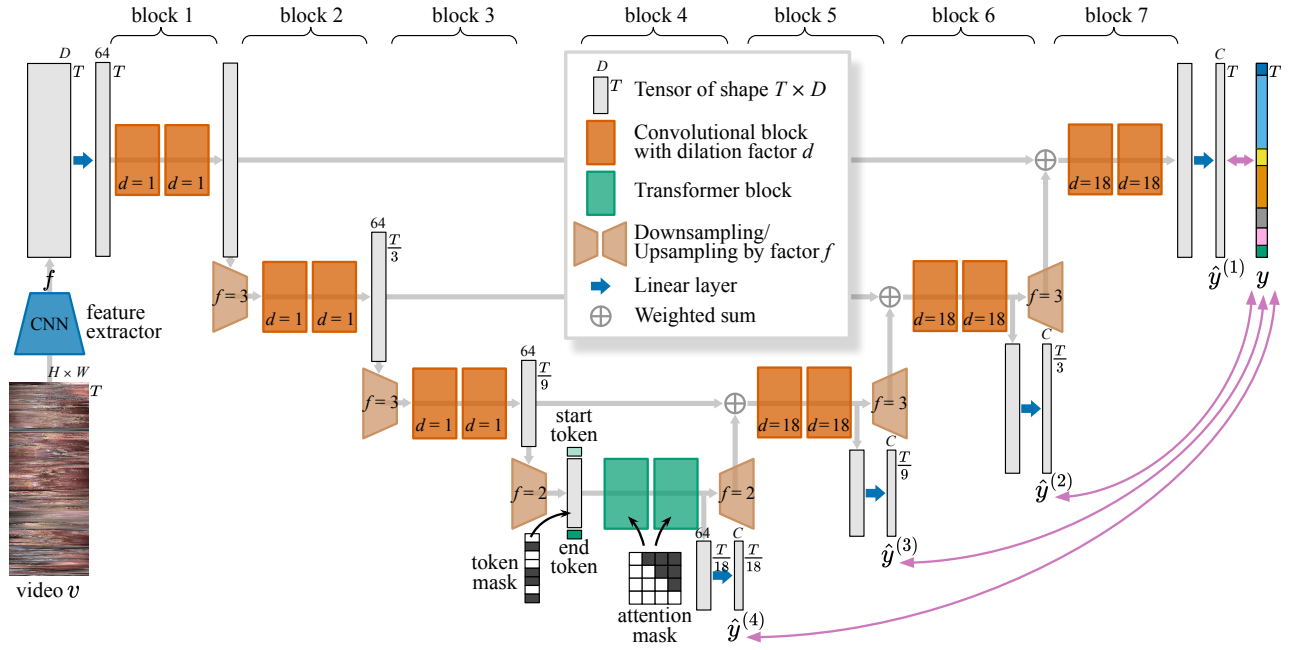 block 1
block 2
block 3
block 4
block 5
block 6
block 7
D
T
64
T
d = 1
d = 1
f
CNN
feature
extractor
H × W
T
video v
f = 3
d = 1
d = 1
64
T/3
f = 3
d = 1
d = 1
64
T/9
f = 2
start
token
end
token
token
mask
attention
mask
64
T/18
C
T/18
ŷ(4)
f = 2
D
T
Tensor of shape T × D
Convolutional block
with dilation factor d
Transformer block
Downsampling/
Upsampling by factor f
Linear layer
Weighted sum
d = 18
d = 18
f = 3
C
T/9
ŷ(3)
d = 18
d = 18
f = 3
C
T/3
ŷ(2)
d = 18
d = 18
C
T
ŷ(1)
T
y